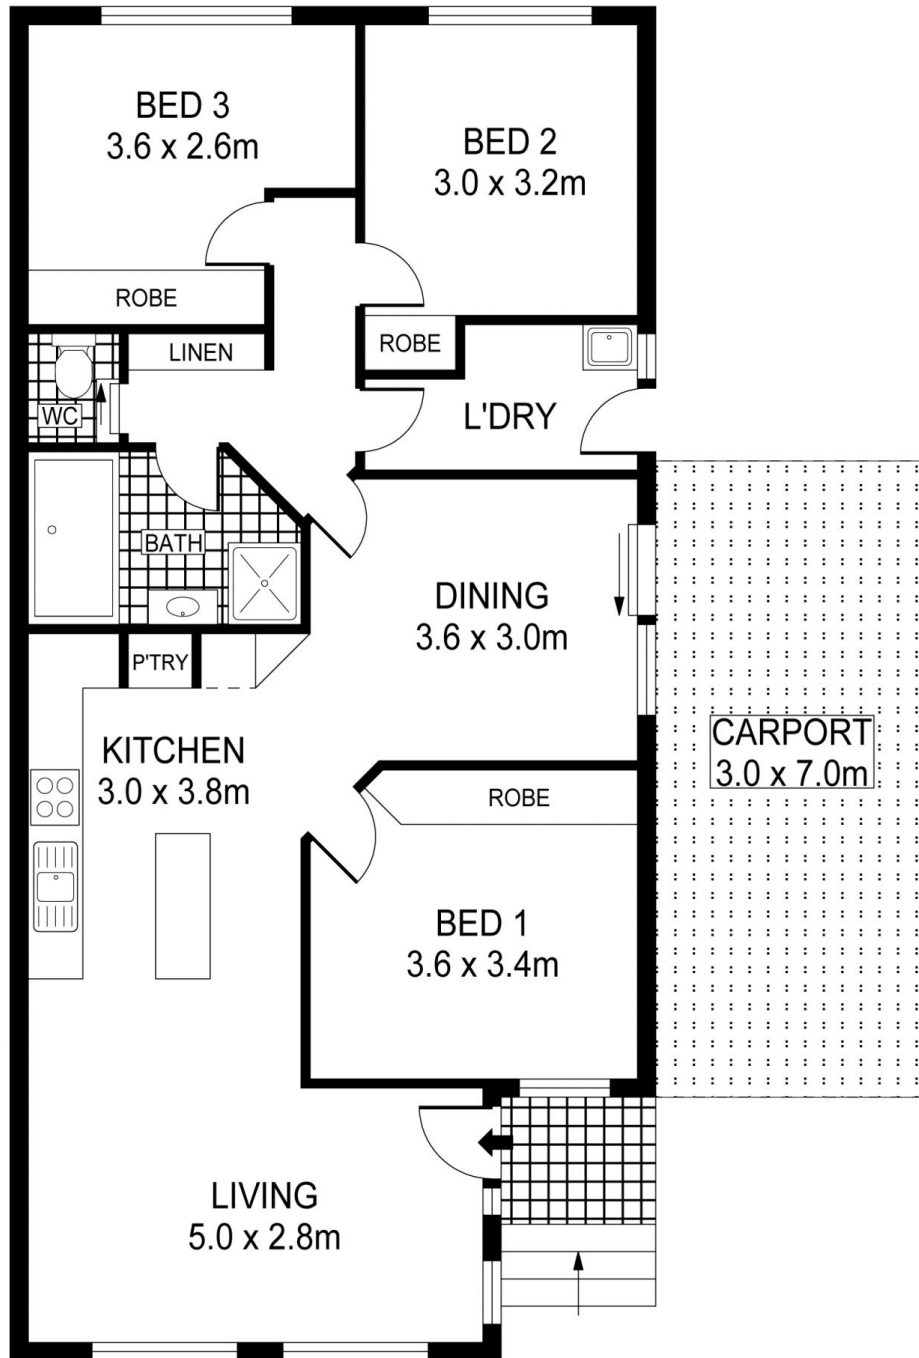 BED 3
3.6 x 2.6m
BED 2
3.0 x 3.2m
ROBE
LINEN
ROBE
WC
L'DRY
BATH
DINING
3.6 x 3.0m
P'TRY
KITCHEN
3.0 x 3.8m
CARPORT
3.0 x 7.0m
ROBE
BED 1
3.6 x 3.4m
LIVING
5.0 x 2.8m